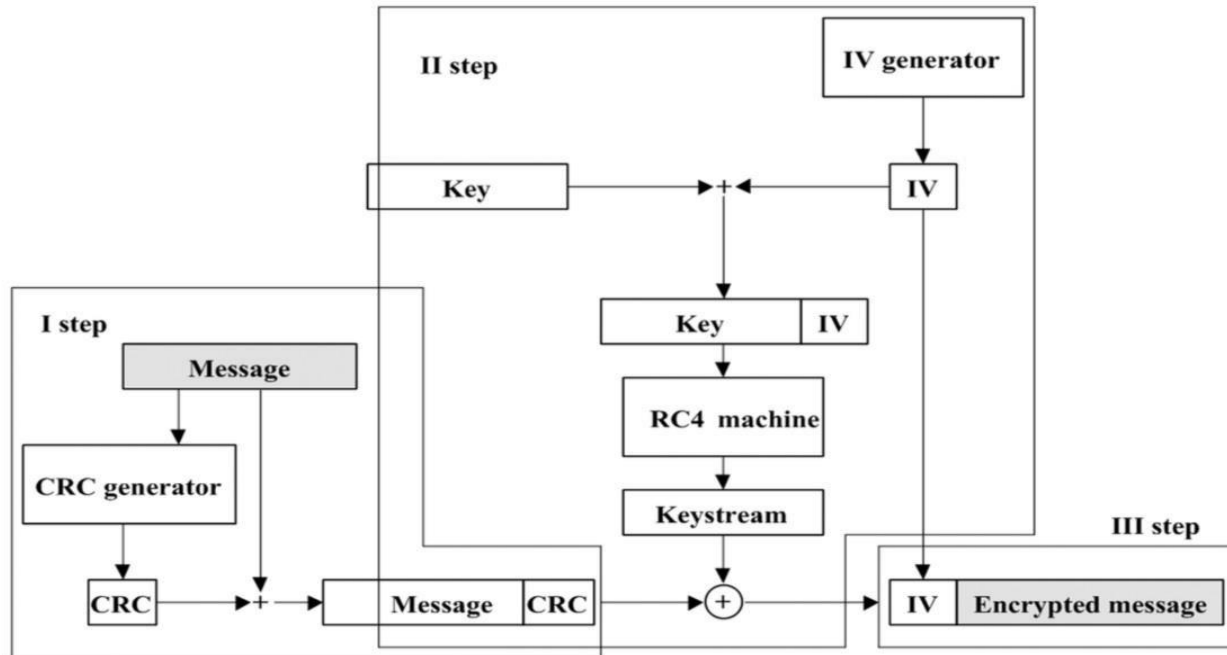 II step
IV generator
Key
+
IV
Key
IV
I step
Message
RC4 machine
CRC generator
Keystream
III step
CRC
+
Message
CRC
+
IV
Encrypted message